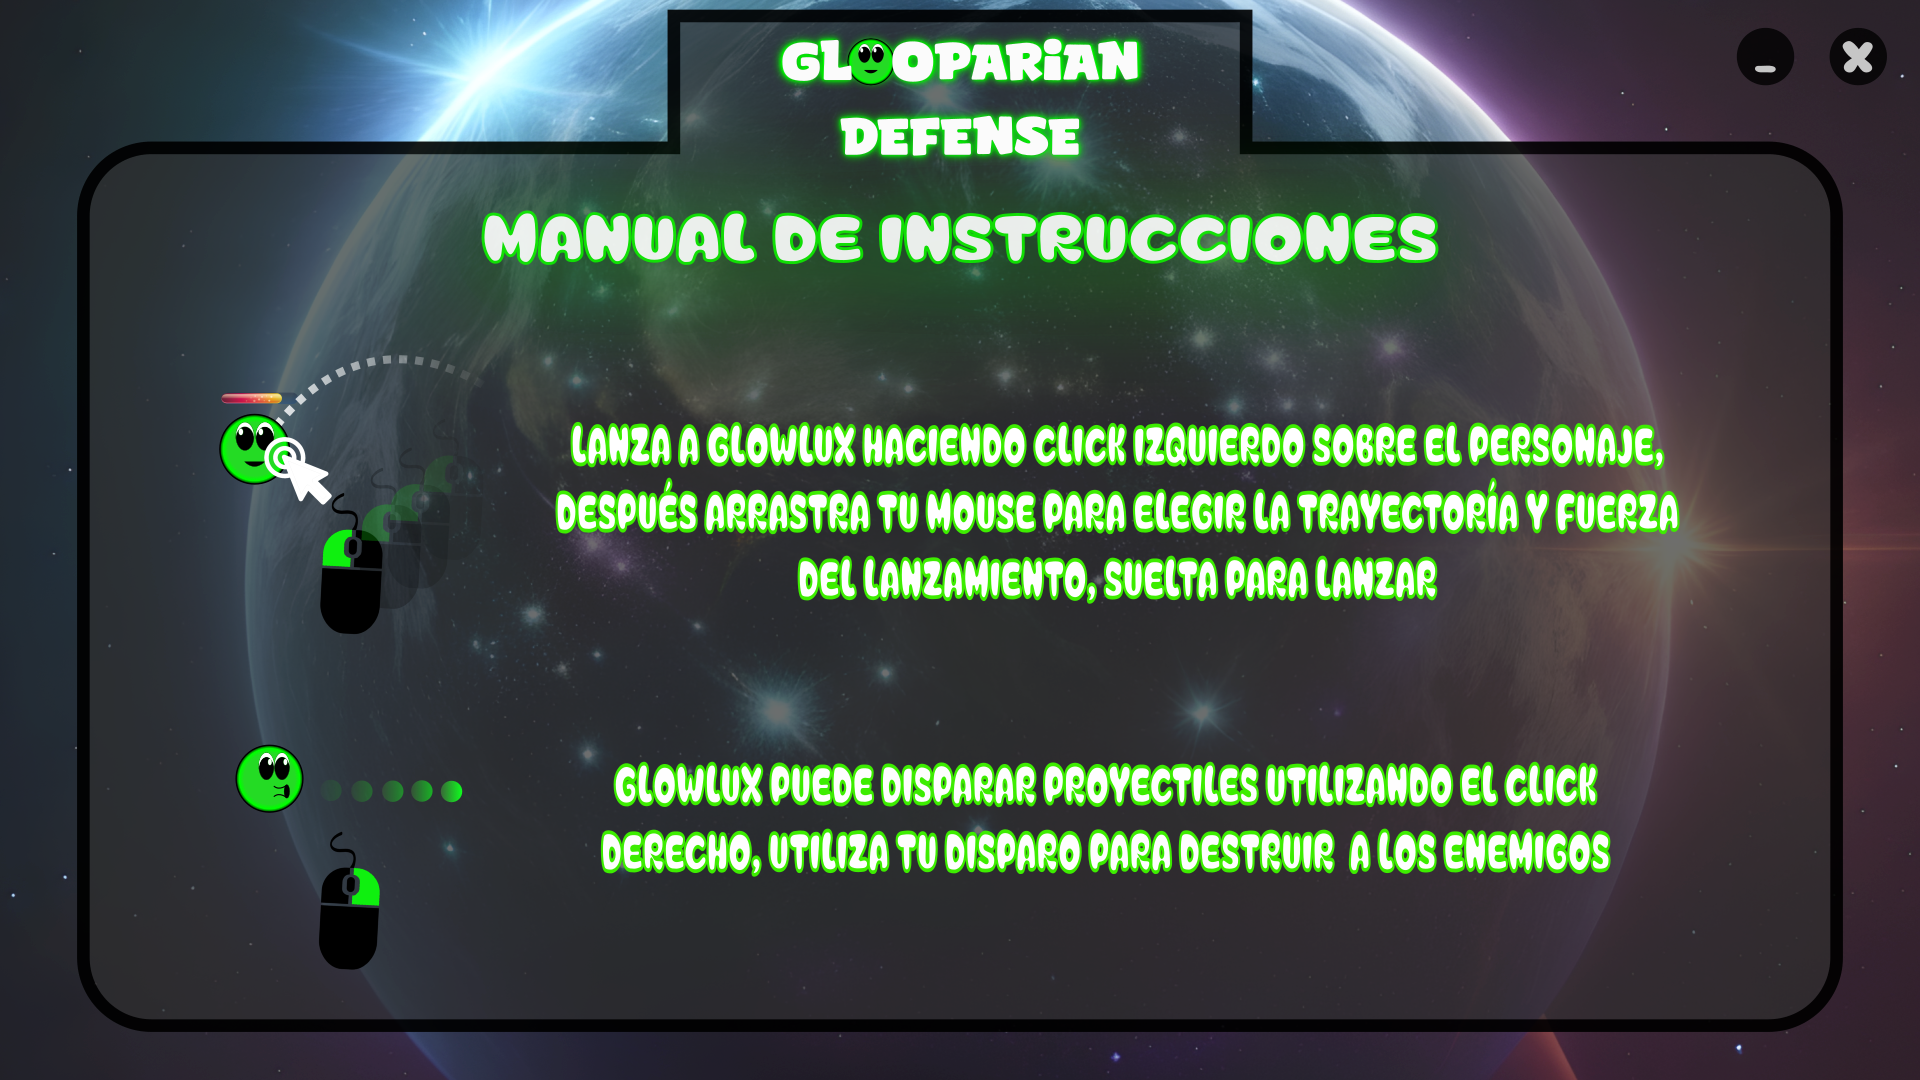 GLOOPARiAN
DEFENSE
MANUAL DE INSTRUCCIONES
LANZA A GLOWLUX HACIENDO CLICK IZQUIERDO SOBRE EL PERSONAJE,
DESPUÉS ARRASTRA TU MOUSE PARA ELEGIR LA TRAYECTORÍA Y FUERZA
DEL LANZAMIENTO, SUELTA PARA LANZAR
GLOWLUX PUEDE DISPARAR PROYECTILES UTILIZANDO EL CLICK
DERECHO, UTILIZA TU DISPARO PARA DESTRUIR  A LOS ENEMIGOS